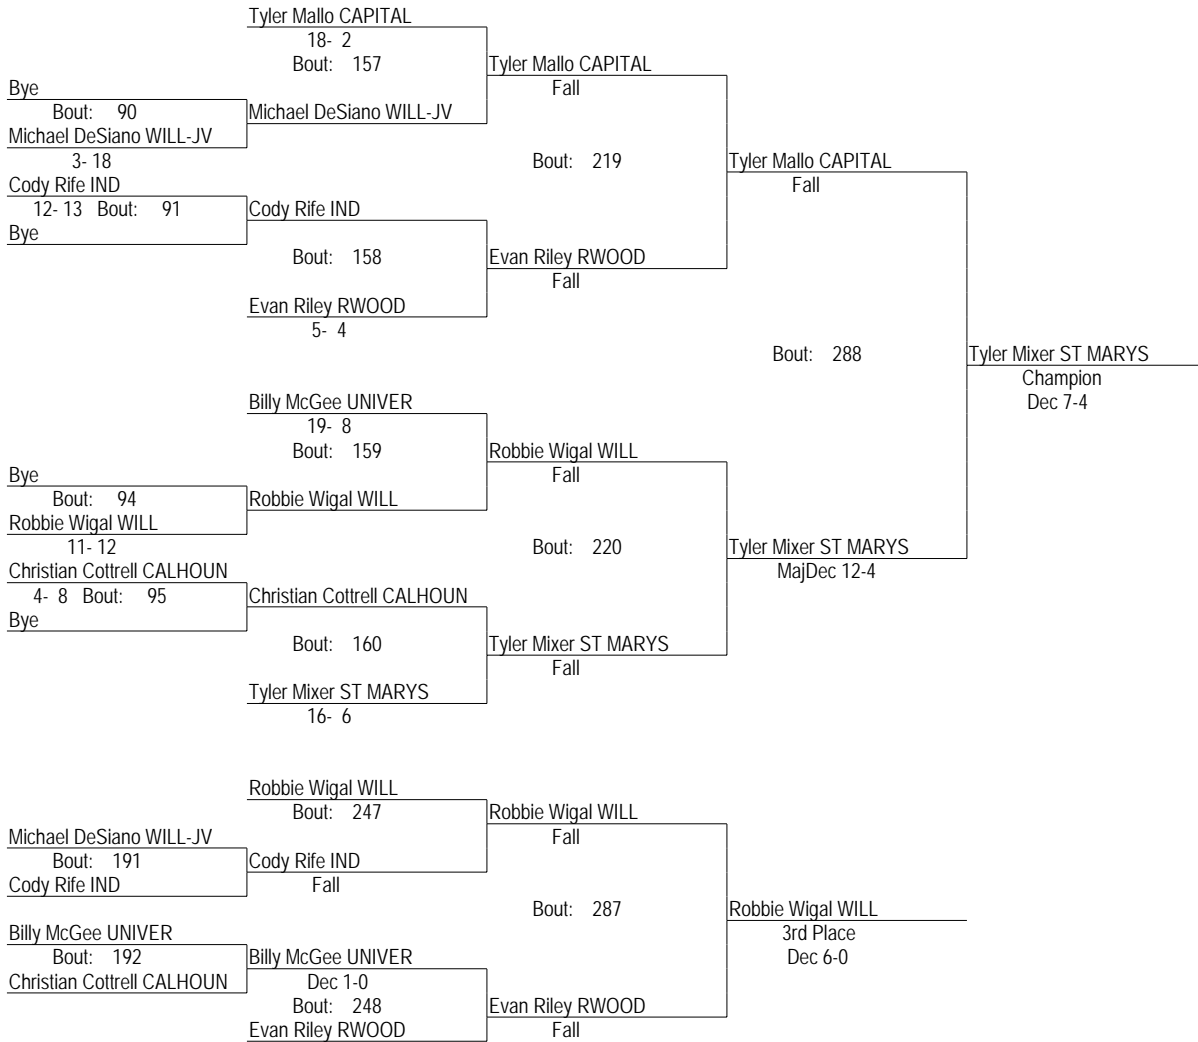 Tyler Mallo CAPITAL
18- 2
Bout: 157
Tyler Mallo CAPITAL
Bye
Fall
Bout: 90
Michael DeSiano WILL-JV
Michael DeSiano WILL-JV
3- 18
Bout: 219
Tyler Mallo CAPITAL
Cody Rife IND
Fall
12- 13 Bout: 91
Cody Rife IND
Bye
Bout: 158
Evan Riley RWOOD
Fall
Evan Riley RWOOD
5- 4
Bout: 288
Tyler Mixer ST MARYS
Champion
Dec 7-4
Billy McGee UNIVER
19- 8
Bout: 159
Robbie Wigal WILL
Bye
Fall
Bout: 94
Robbie Wigal WILL
Robbie Wigal WILL
11- 12
Bout: 220
Tyler Mixer ST MARYS
Christian Cottrell CALHOUN
MajDec 12-4
4- 8 Bout: 95
Christian Cottrell CALHOUN
Bye
Bout: 160
Tyler Mixer ST MARYS
Fall
Tyler Mixer ST MARYS
16- 6
Robbie Wigal WILL
Bout: 247
Robbie Wigal WILL
Michael DeSiano WILL-JV
Fall
Bout: 191
Cody Rife IND
Cody Rife IND
Fall
Bout: 287
Robbie Wigal WILL
Billy McGee UNIVER
3rd Place
Bout: 192
Billy McGee UNIVER
Dec 6-0
Christian Cottrell CALHOUN
Dec 1-0
Bout: 248
Evan Riley RWOOD
Evan Riley RWOOD
Fall